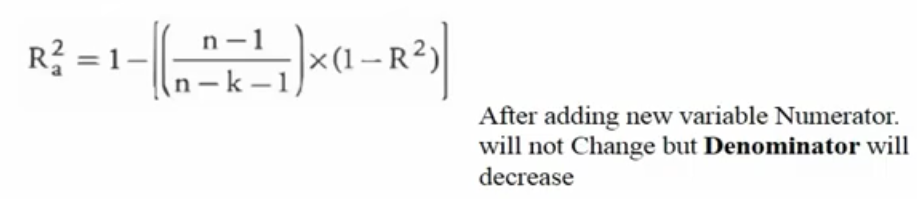 R²ₐ = 1 − [((n − 1)/(n − k − 1)) × (1 − R²)]
After adding new variable Numerator.
will not Change but Denominator will
decrease